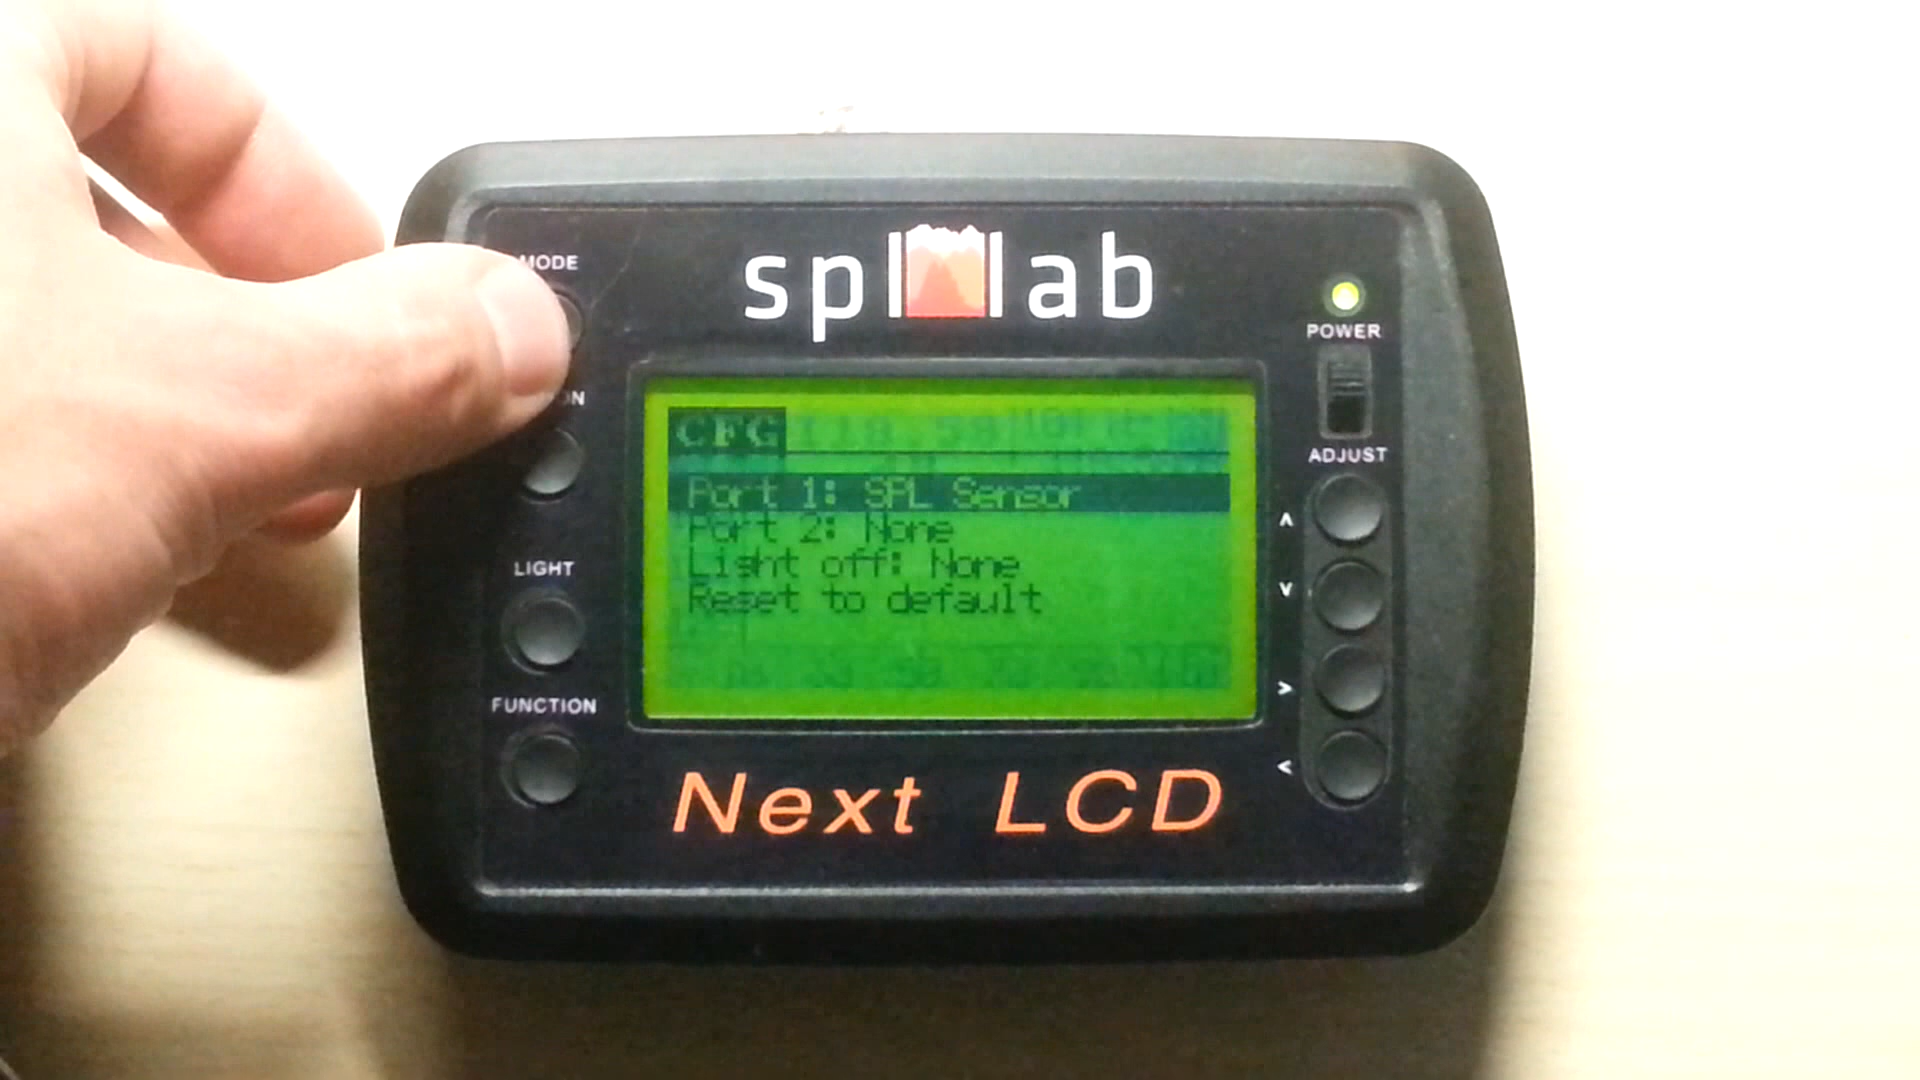 MODE
spl lab
POWER
ON
CFG
ADJUST
Port 1: SPL Sensor
Port 2: None
Light off: None
Reset to default
LIGHT
FUNCTION
Next LCD